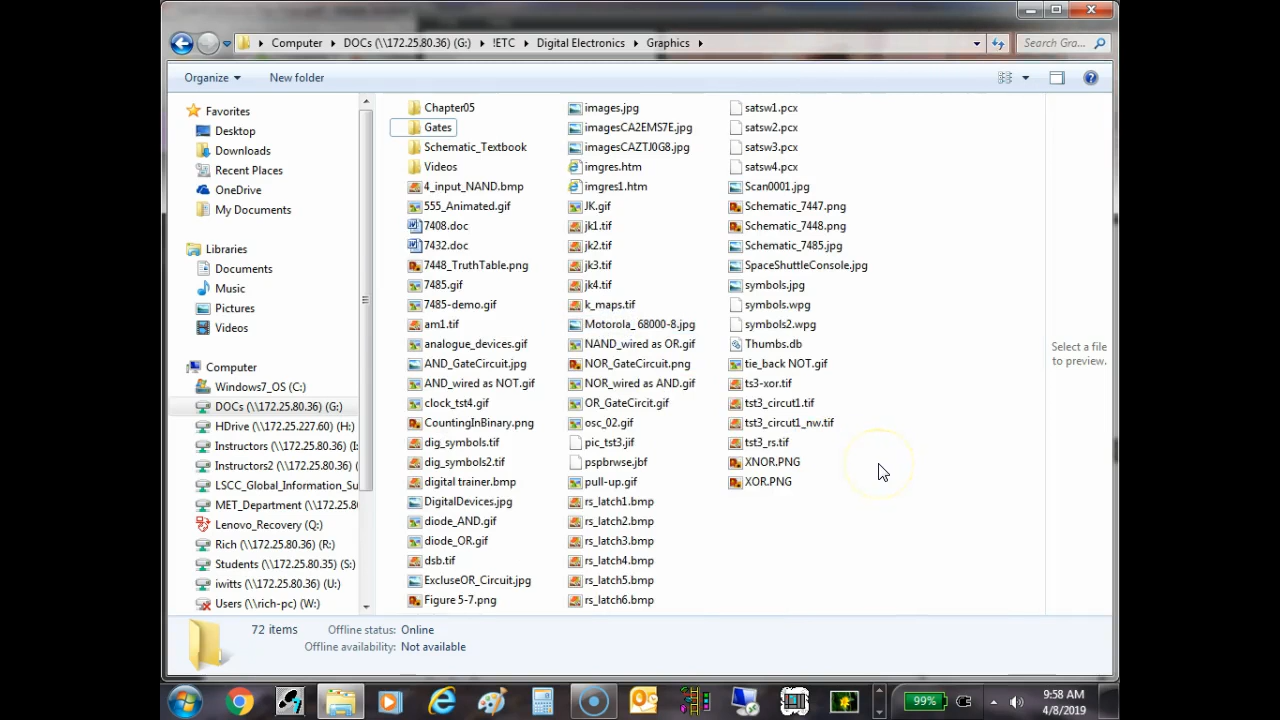 Computer DOCs (\\172.25.80.36) (G:) !ETC Digital Electronics Graphics
Search Gra...
Organize New folder
Favorites
Desktop
Downloads
Recent Places
OneDrive
My Documents
Libraries
Documents
Music
Pictures
Videos
Computer
Windows7_OS (C:)
DOCs (\\172.25.80.36) (G:)
HDrive (\\172.25.227.60) (H:)
Instructors (\\172.25.80.36) (I:
Instructors2 (\\172.25.80.36)
LSCC_Global_Information_Su
MET_Department (\\172.25.80
Lenovo_Recovery (Q:)
Rich (\\172.25.80.36) (R:)
Students (\\172.25.80.35) (S:)
iwitts (\\172.25.80.36) (U:)
Users (\\rich-pc) (W:)
Chapter05
Gates
Schematic_Textbook
Videos
4_input_NAND.bmp
555_Animated.gif
7408.doc
7432.doc
7448_TruthTable.png
7485.gif
7485-demo.gif
am1.tif
analogue_devices.gif
AND_GateCircuit.jpg
AND_wired as NOT.gif
clock_tst4.gif
CountingInBinary.png
dig_symbols.tif
dig_symbols2.tif
digital trainer.bmp
DigitalDevices.jpg
diode_AND.gif
diode_OR.gif
dsb.tif
ExcluseOR_Circuit.jpg
Figure 5-7.png
images.jpg
imagesCA2EMS7E.jpg
imagesCAZTJ0G8.jpg
imgres.htm
imgres1.htm
JK.gif
jk1.tif
jk2.tif
jk3.tif
jk4.tif
k_maps.tif
Motorola_ 68000-8.jpg
NAND_wired as OR.gif
NOR_GateCircuit.png
NOR_wired as AND.gif
OR_GateCircit.gif
osc_02.gif
pic_tst3.jif
pspbrwse.jbf
pull-up.gif
rs_latch1.bmp
rs_latch2.bmp
rs_latch3.bmp
rs_latch4.bmp
rs_latch5.bmp
rs_latch6.bmp
satsw1.pcx
satsw2.pcx
satsw3.pcx
satsw4.pcx
Scan0001.jpg
Schematic_7447.png
Schematic_7448.png
Schematic_7485.jpg
SpaceShuttleConsole.jpg
symbols.jpg
symbols.wpg
symbols2.wpg
Thumbs.db
tie_back NOT.gif
ts3-xor.tif
tst3_circut1.tif
tst3_circut1_nw.tif
tst3_rs.tif
XNOR.PNG
XOR.PNG
Select a file
to preview.
72 items Offline status: Online
Offline availability: Not available
99%
9:58 AM
4/8/2019